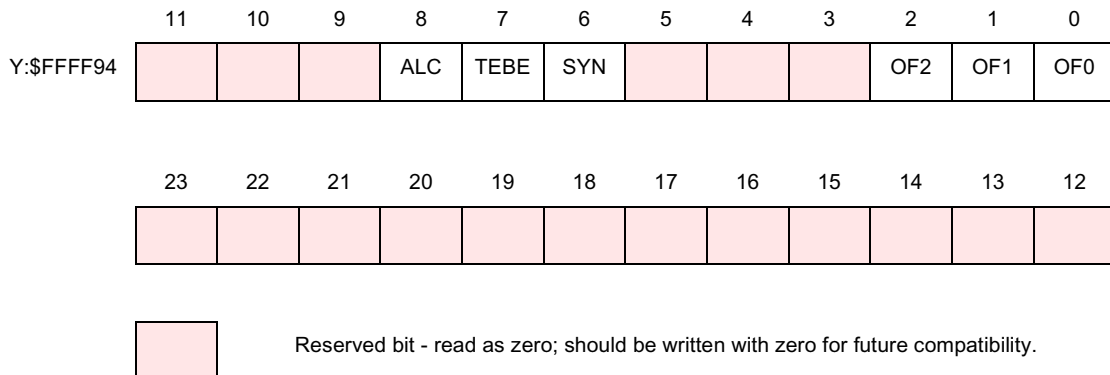 11 10 9 8 7 6 5 4 3 2 1 0
Y:$FFFF94 ALC TEBE SYN OF2 OF1 OF0
23 22 21 20 19 18 17 16 15 14 13 12
Reserved bit - read as zero; should be written with zero for future compatibility.